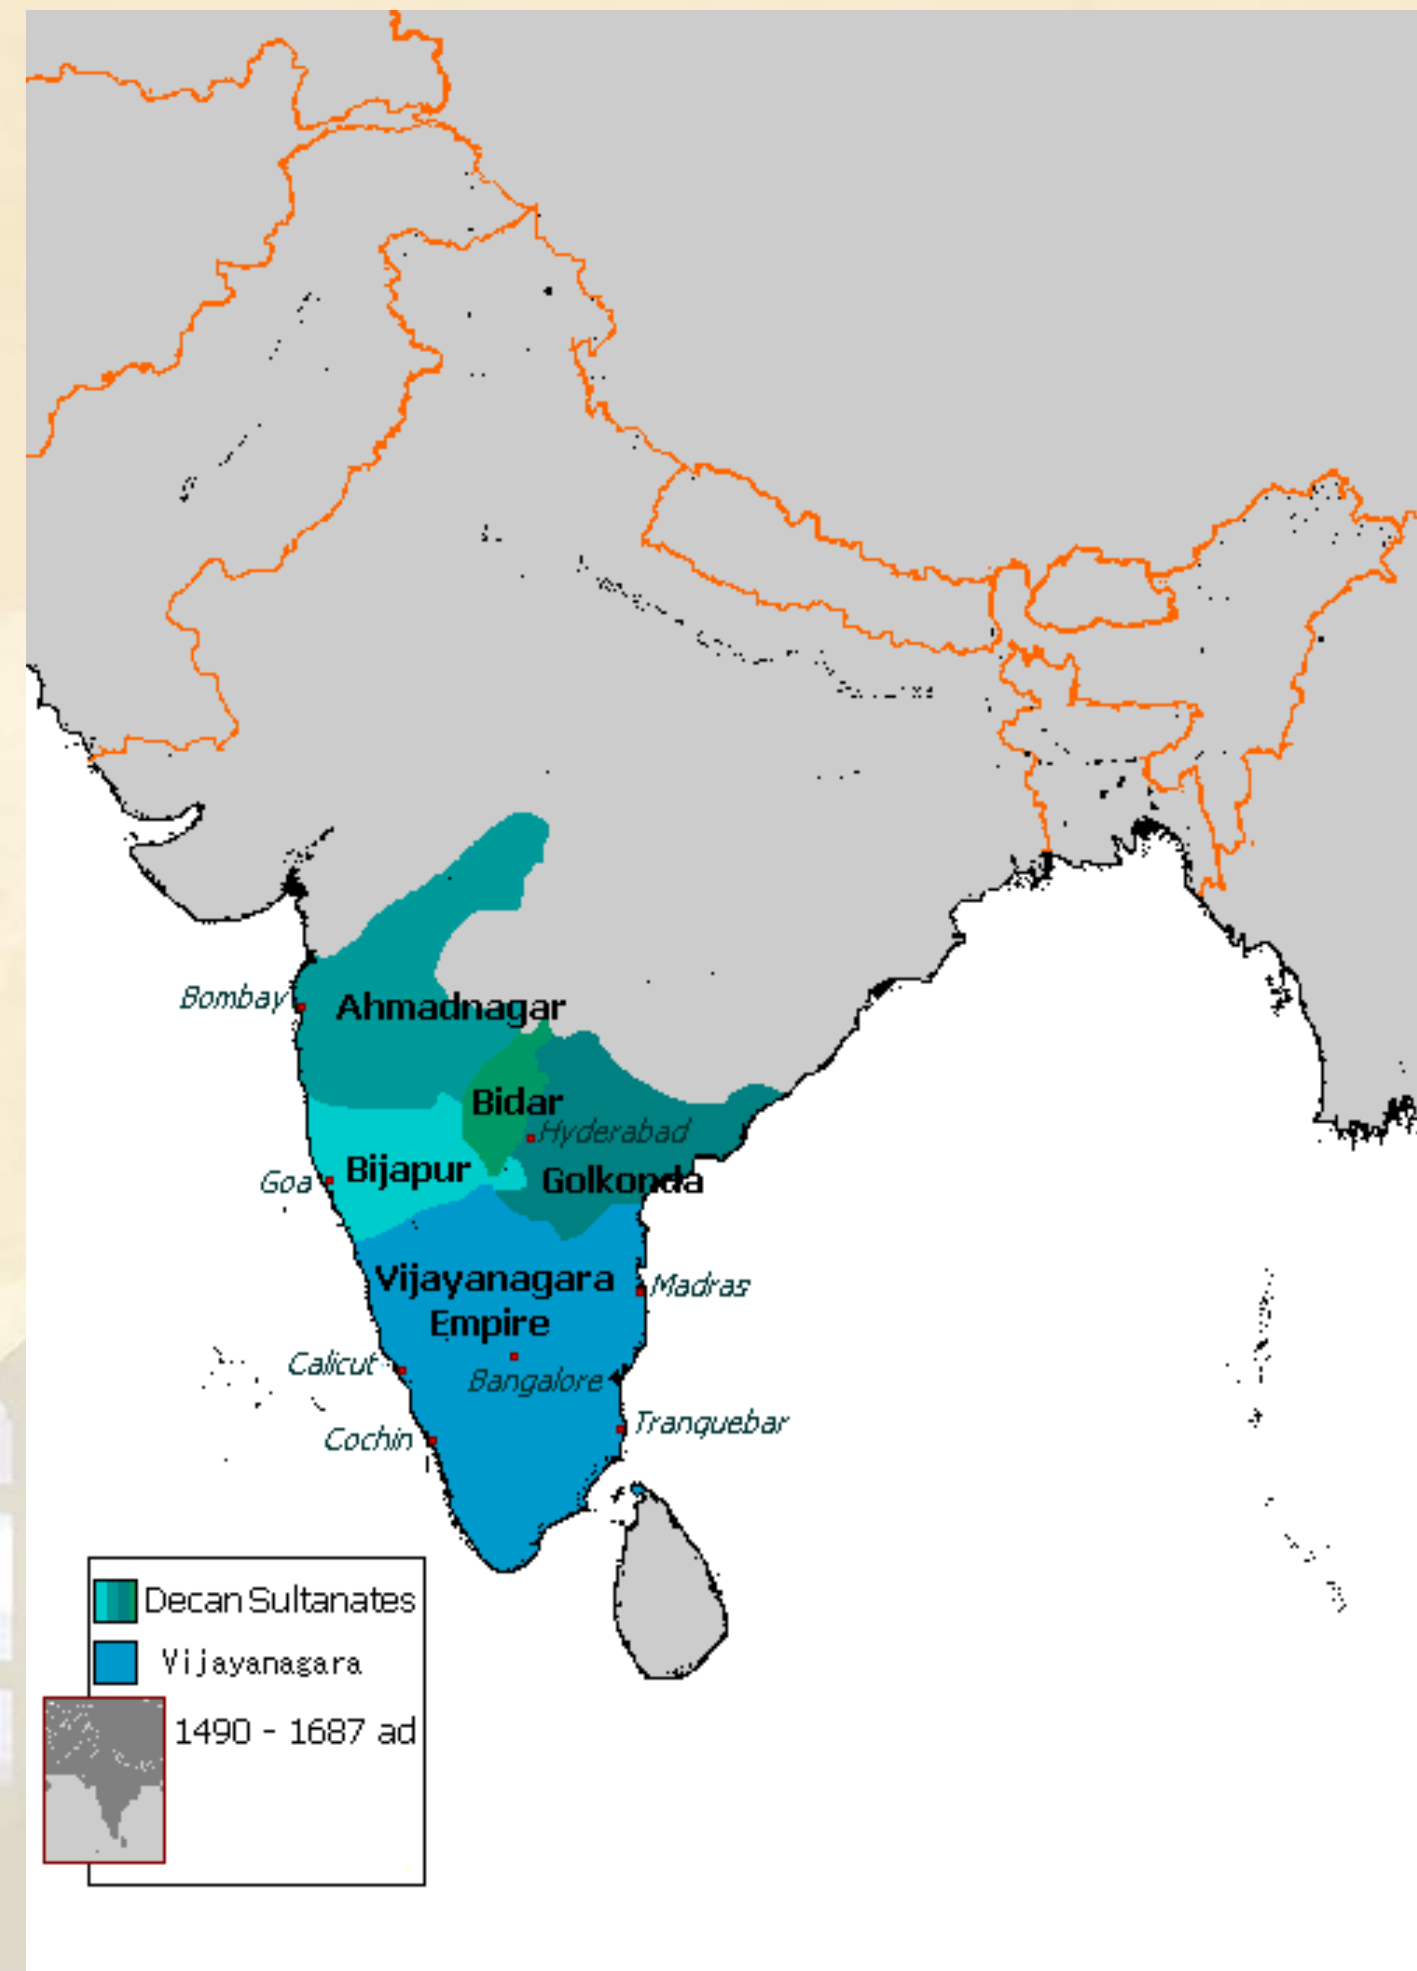 Bombay
Ahmadnagar
Bidar
Hyderabad
Bijapur
Golkonda
Goa
Vijayanagara
Empire
Madras
Calicut
Bangalore
Tranquebar
Cochin
Decan Sultanates
Vijayanagara
1490 - 1687 ad